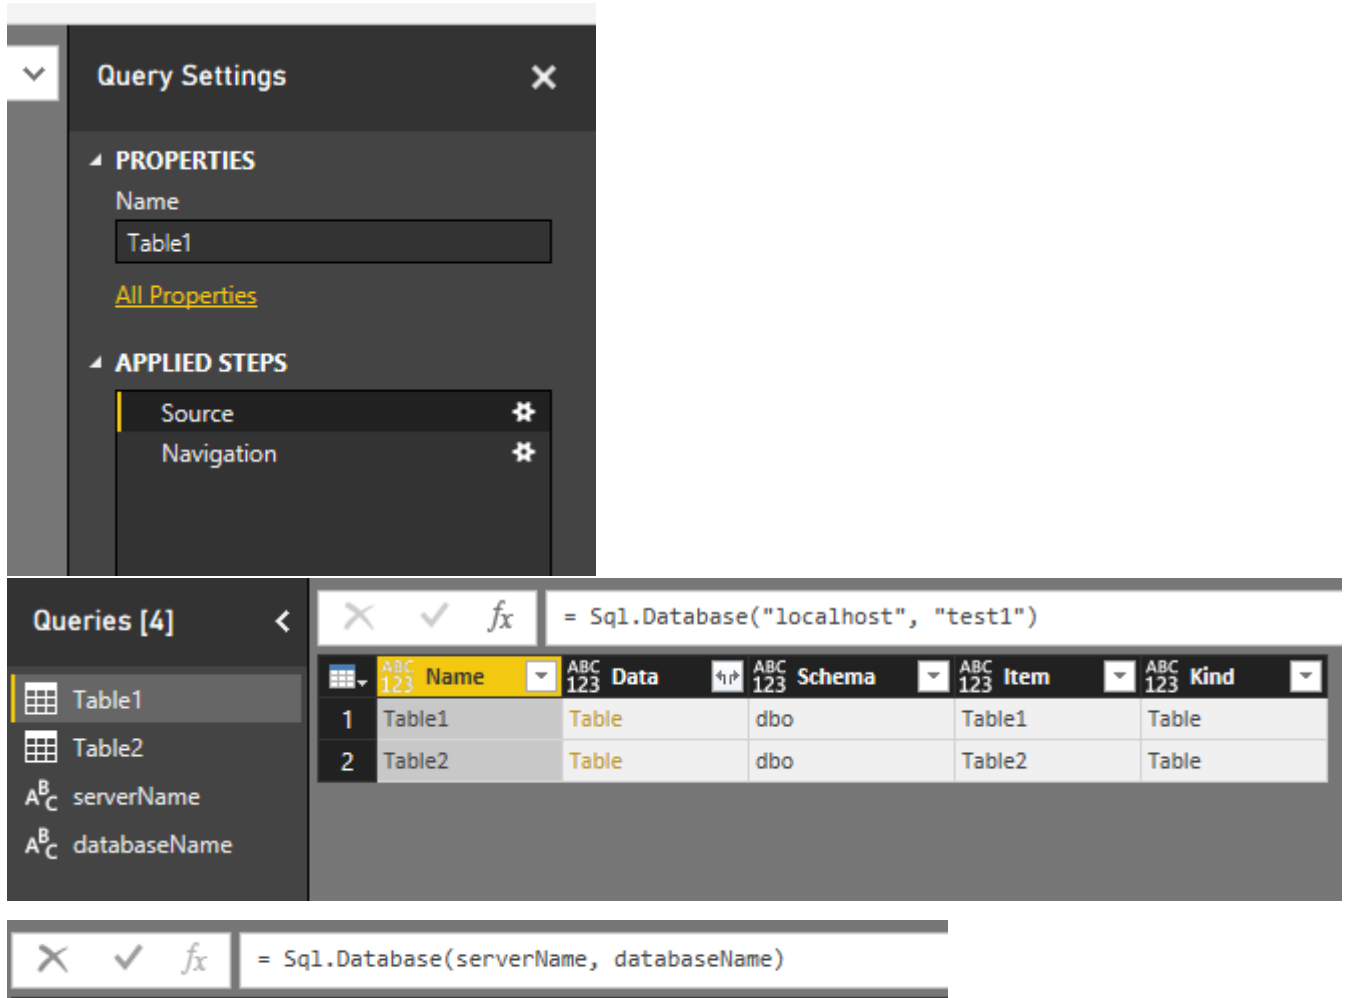 Query Settings
PROPERTIES
Name
Table1
All Properties
APPLIED STEPS
Source
Navigation
Queries [4]
fx
= Sql.Database("localhost", "test1")
ABC 123 Name ABC 123 Data ABC 123 Schema ABC 123 Item ABC 123 Kind
1 Table1 Table dbo Table1 Table
2 Table2 Table dbo Table2 Table
Table1
Table2
ABC serverName
ABC databaseName
fx = Sql.Database(serverName, databaseName)